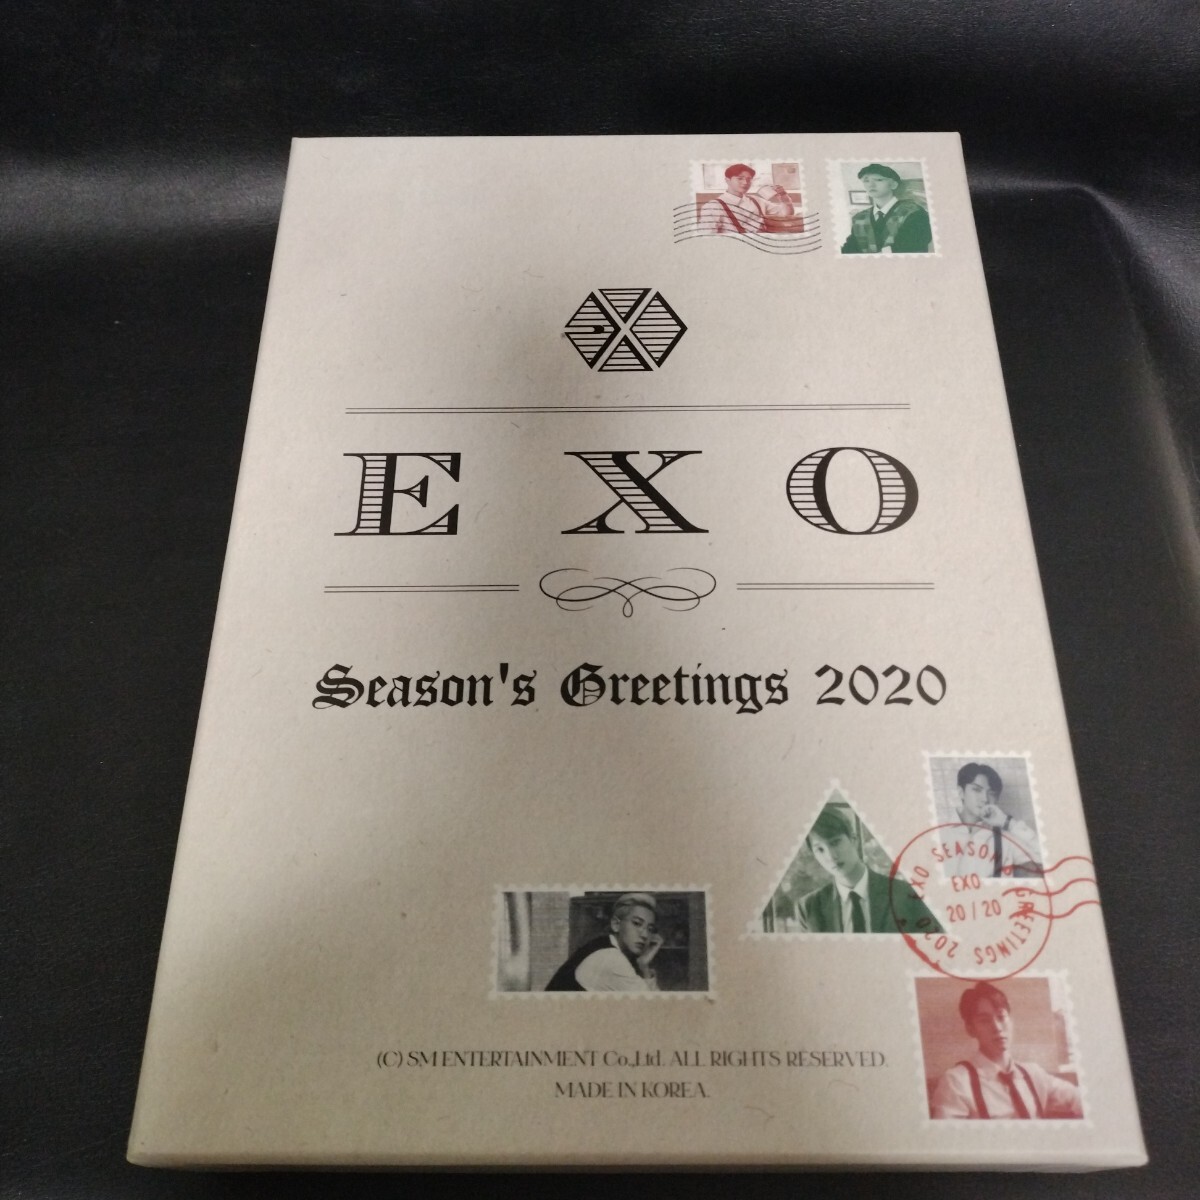 EXO
Season's Greetings 2020
EXO SEASON'S GREETINGS 2020
EXO
20/20
(C) S.M ENTERTAINMENT Co.,Ltd. ALL RIGHTS RESERVED.
MADE IN KOREA.